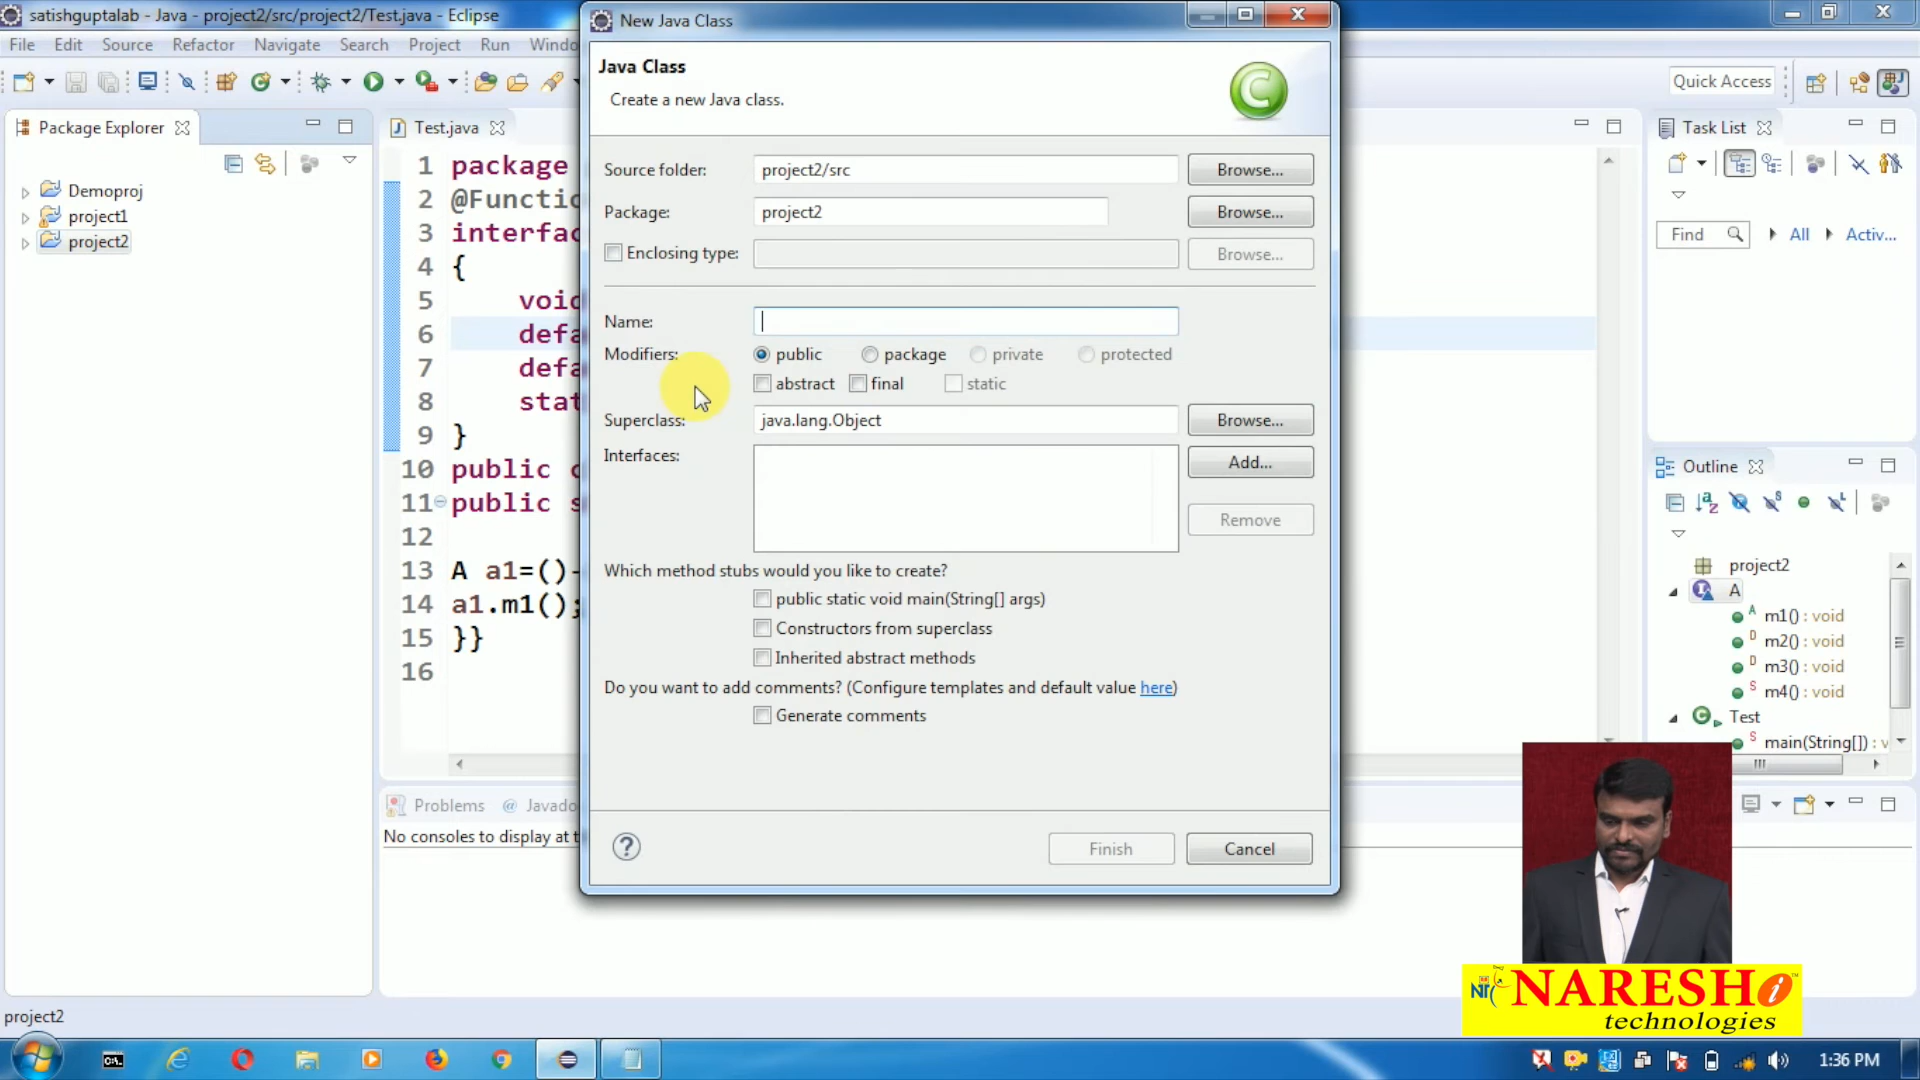 satishguptalab - Java - project2/src/project2/Test.java - Eclipse
New Java Class
File Edit Source Refactor Navigate Search Project Run
Java Class
Create a new Java class.
Quick Access
Package Explorer
Test.java
Task List
Demoproj
project1
project2
Source folder: project2/src Browse...
Package: project2 Browse...
Enclosing type: Browse...
Name:
Modifiers: public package private protected
abstract final static
Superclass: java.lang.Object Browse...
Interfaces: Add...
Remove
Which method stubs would you like to create?
public static void main(String[] args)
Constructors from superclass
Inherited abstract methods
Do you want to add comments? (Configure templates and default value here)
Generate comments
Finish Cancel
1 package
2
3
4 {
5
6
7
8
9 }
10 public
11 public
12
13 A a1=()
14 a1.m1();
15 }}
16
Find All Activ...
Outline
project2
A
m1() : void
m2() : void
m3() : void
m4() : void
Test
main(String[]) : v
Problems @
No consoles to display at
NARESH i
technologies
project2
1:36 PM